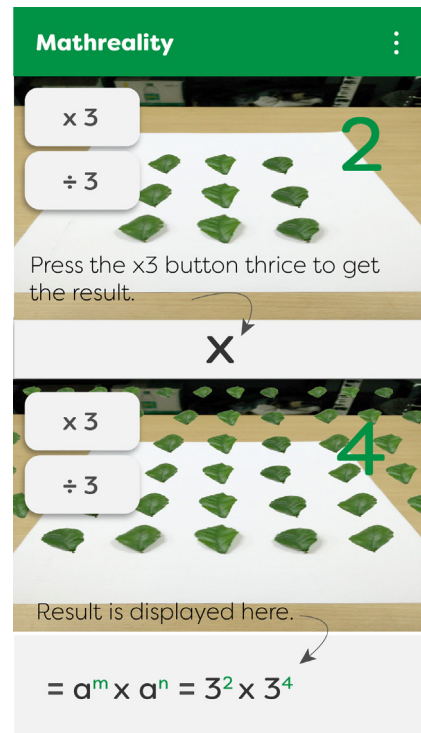 Mathreality
x 3
2
÷ 3
Press the x3 button thrice to get
the result.
x
x 3
4
÷ 3
Result is displayed here.
= aᵐ x aⁿ = 3² x 3⁴